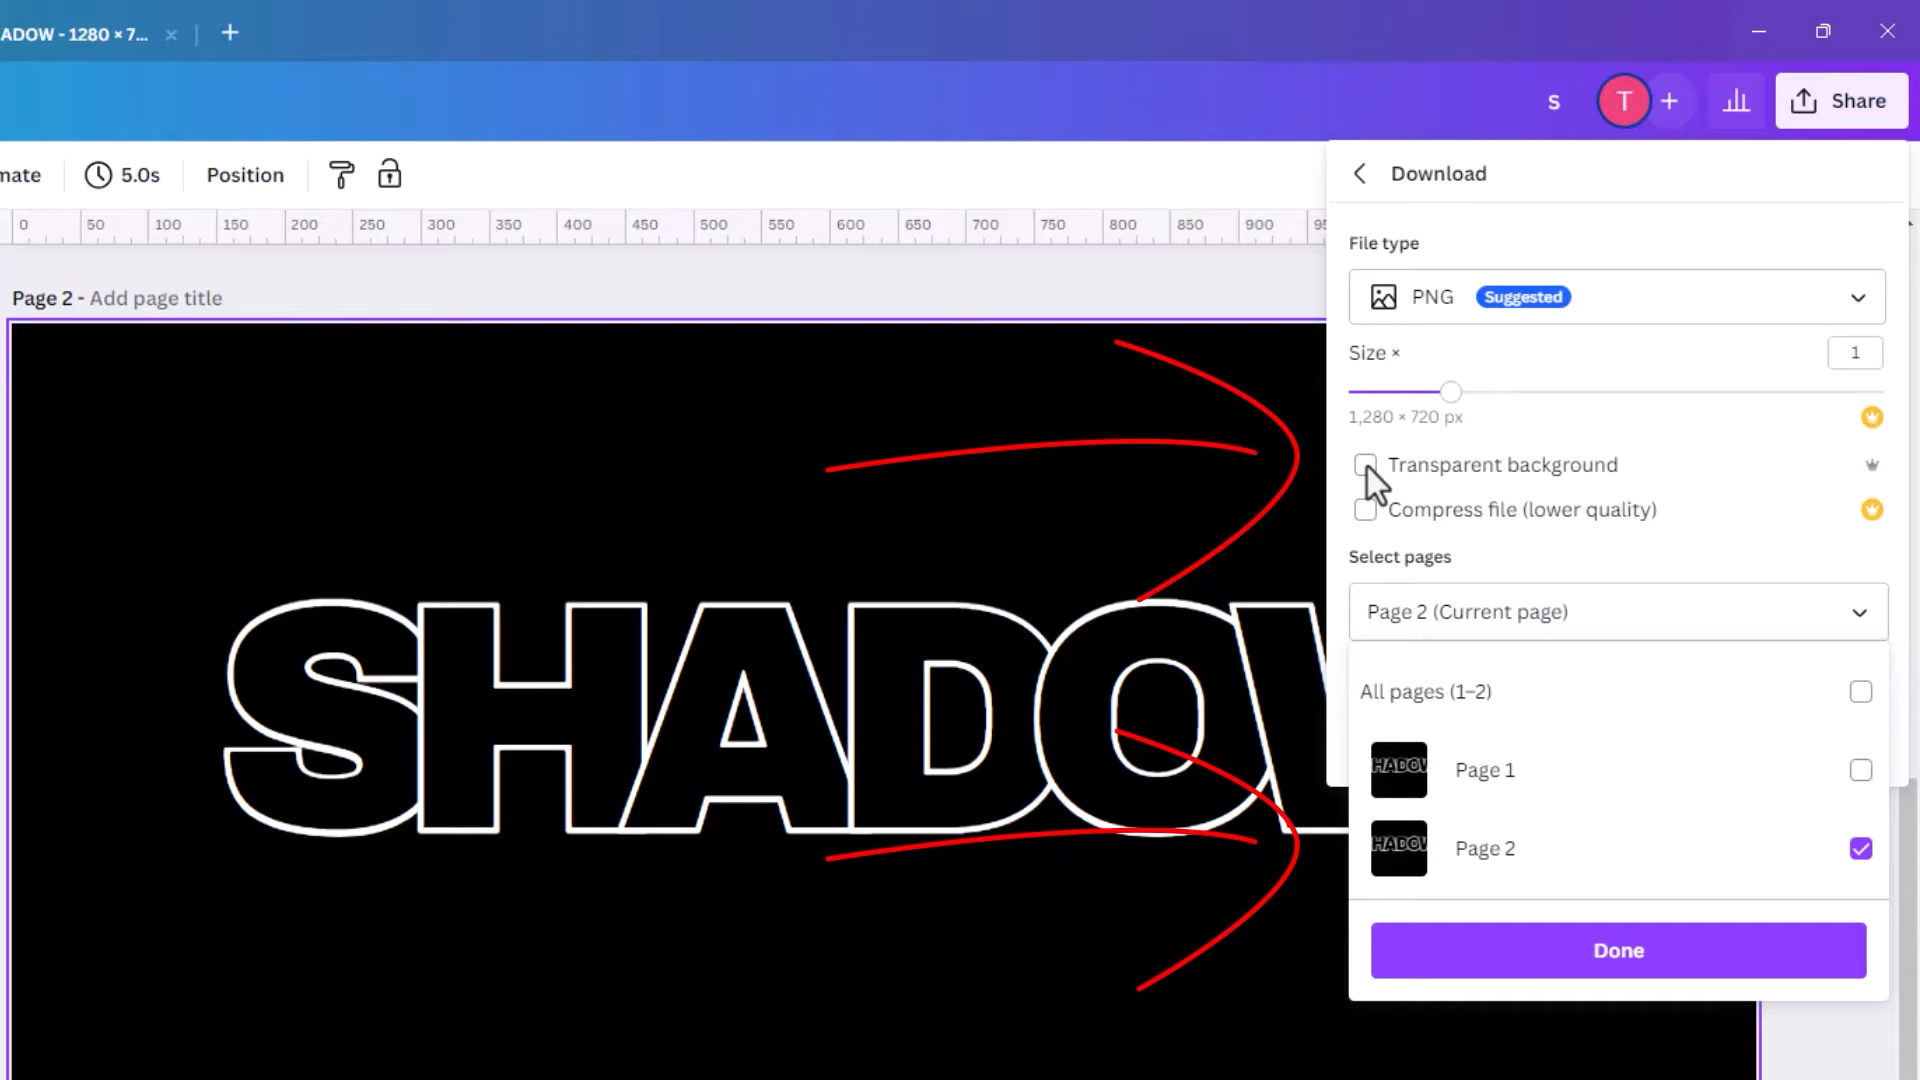 ADOW - 1280 × 7...
S
T
Share
mate
5.0s
Position
Download
0 50 100 150 200 250 300 350 400 450 500 550 600 650 700 750 800 850 900
File type
Page 2 - Add page title
PNG
Suggested
Size ×
1
1,280 × 720 px
Transparent background
Compress file (lower quality)
Select pages
Page 2 (Current page)
SHADOW
All pages (1–2)
HADOW
Page 1
HADOW
Page 2
Done